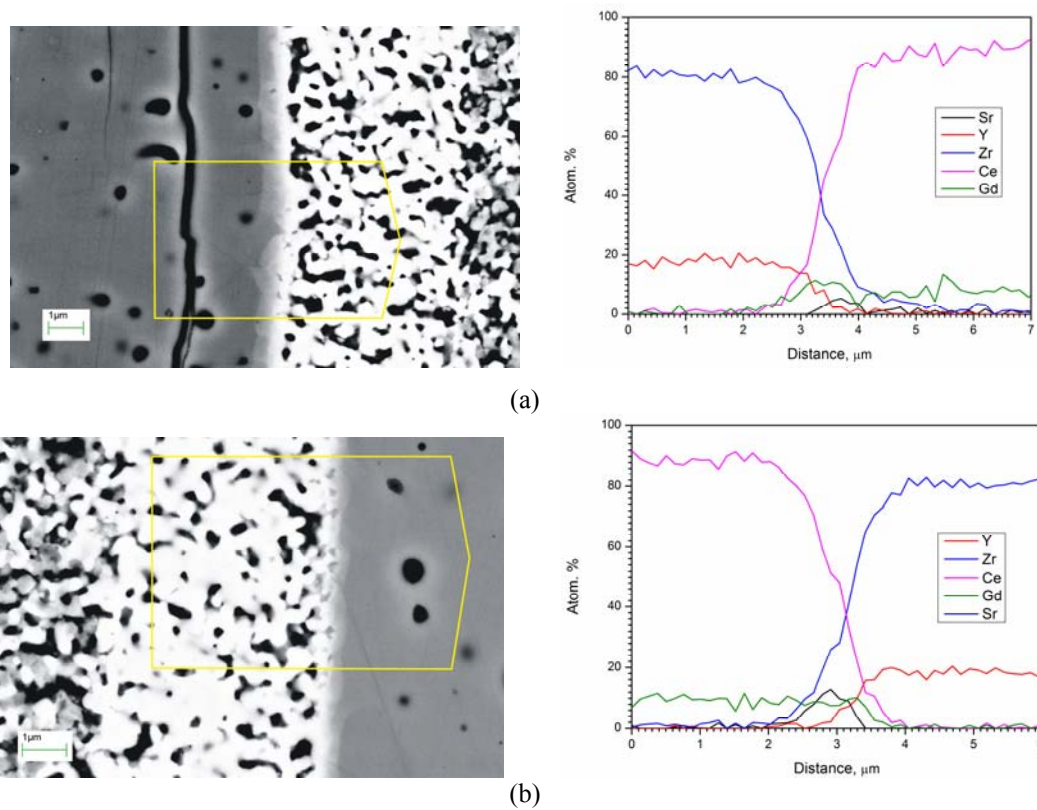 1µm
100
80
60
40
20
0
Atom. %
Sr
Y
Zr
Ce
Gd
0 1 2 3 4 5 6 7
Distance, µm
(a)
1µm
100
80
60
40
20
0
Atom. %
Y
Zr
Ce
Gd
Sr
0 1 2 3 4 5 6
Distance, µm
(b)